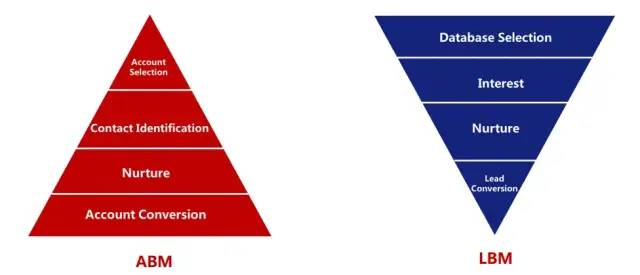 Account
Selection
Contact Identification
Nurture
Account Conversion
ABM
Database Selection
Interest
Nurture
Lead
Conversion
LBM